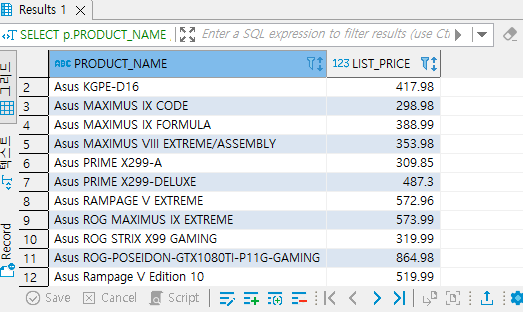 Results 1
SELECT p.PRODUCT_NAME Enter a SQL expression to filter results (use Ct
그리드
텍스트
Record
ABC PRODUCT_NAME 123 LIST_PRICE
2 Asus KGPE-D16 417.98
3 Asus MAXIMUS IX CODE 298.98
4 Asus MAXIMUS IX FORMULA 388.99
5 Asus MAXIMUS VIII EXTREME/ASSEMBLY 353.98
6 Asus PRIME X299-A 309.85
7 Asus PRIME X299-DELUXE 487.3
8 Asus RAMPAGE V EXTREME 572.96
9 Asus ROG MAXIMUS IX EXTREME 573.99
10 Asus ROG STRIX X99 GAMING 319.99
11 Asus ROG-POSEIDON-GTX1080TI-P11G-GAMING 864.98
12 Asus Rampage V Edition 10 519.99
Save Cancel Script